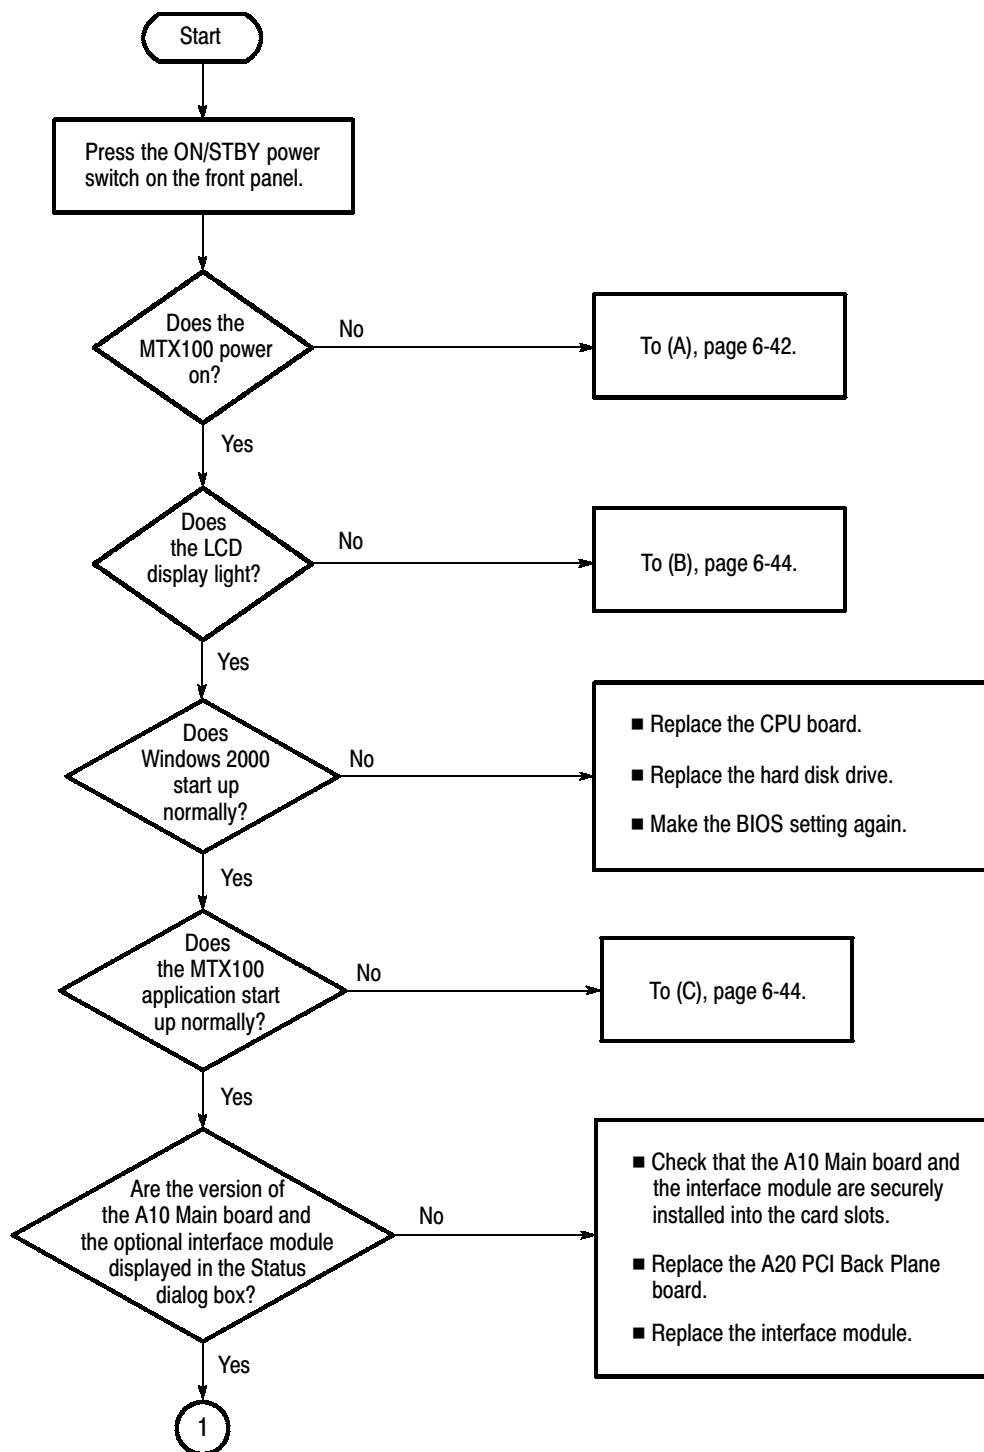 Start
Press the ON/STBY power
switch on the front panel.
Does the
MTX100 power
on?
No
To (A), page 6-42.
Yes
Does
the LCD
display light?
No
To (B), page 6-44.
Yes
Does
Windows 2000
start up
normally?
No
■ Replace the CPU board.
■ Replace the hard disk drive.
■ Make the BIOS setting again.
Yes
Does
the MTX100
application start
up normally?
No
To (C), page 6-44.
Yes
Are the version of
the A10 Main board and
the optional interface module
displayed in the Status
dialog box?
No
■ Check that the A10 Main board and
the interface module are securely
installed into the card slots.
■ Replace the A20 PCI Back Plane
board.
■ Replace the interface module.
Yes
1